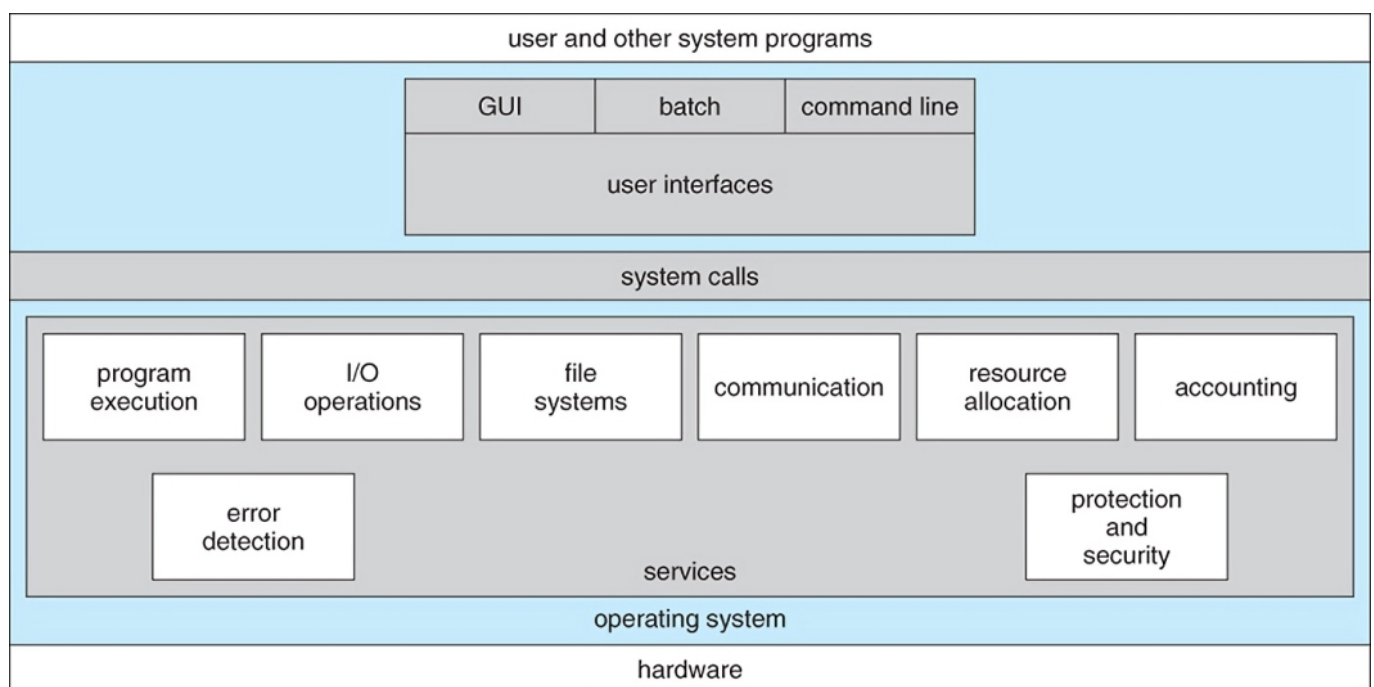 user and other system programs
GUI
batch
command line
user interfaces
system calls
program
execution
I/O
operations
file
systems
communication
resource
allocation
accounting
error
detection
protection
and
security
services
operating system
hardware